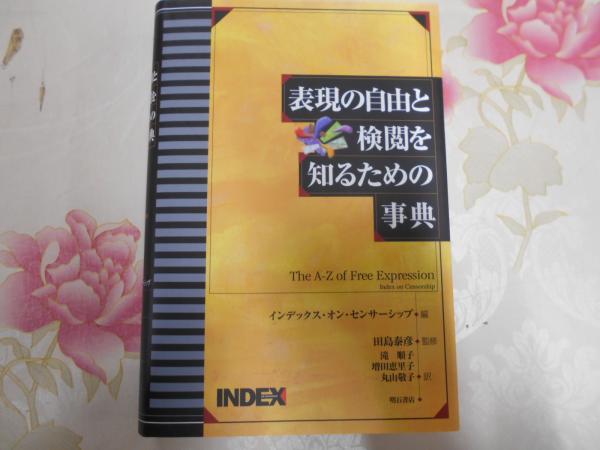 表現の自由と
検閲を
知るための
事典
The A-Z of Free Expression
Index on Censorship
インデックス・オン・センサーシップ◆編
田島泰彦◆監修
滝 順子
増田恵里子
丸山敬子◆訳
INDEX
明石書店◆